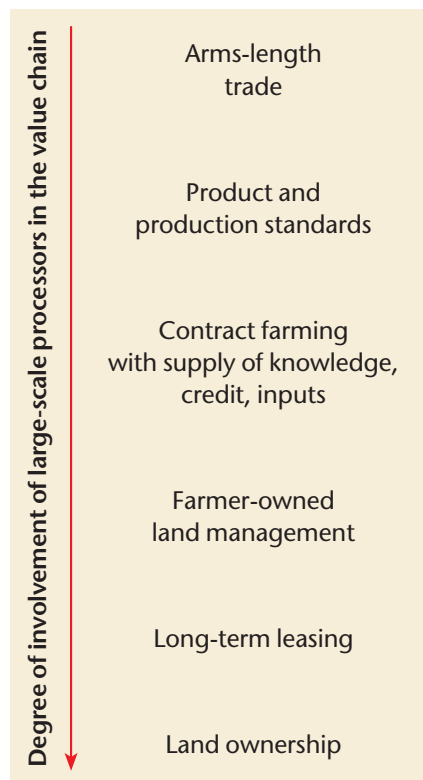 Degree of involvement of large-scale processors in the value chain
Arms-length
trade
Product and
production standards
Contract farming
with supply of knowledge,
credit, inputs
Farmer-owned
land management
Long-term leasing
Land ownership